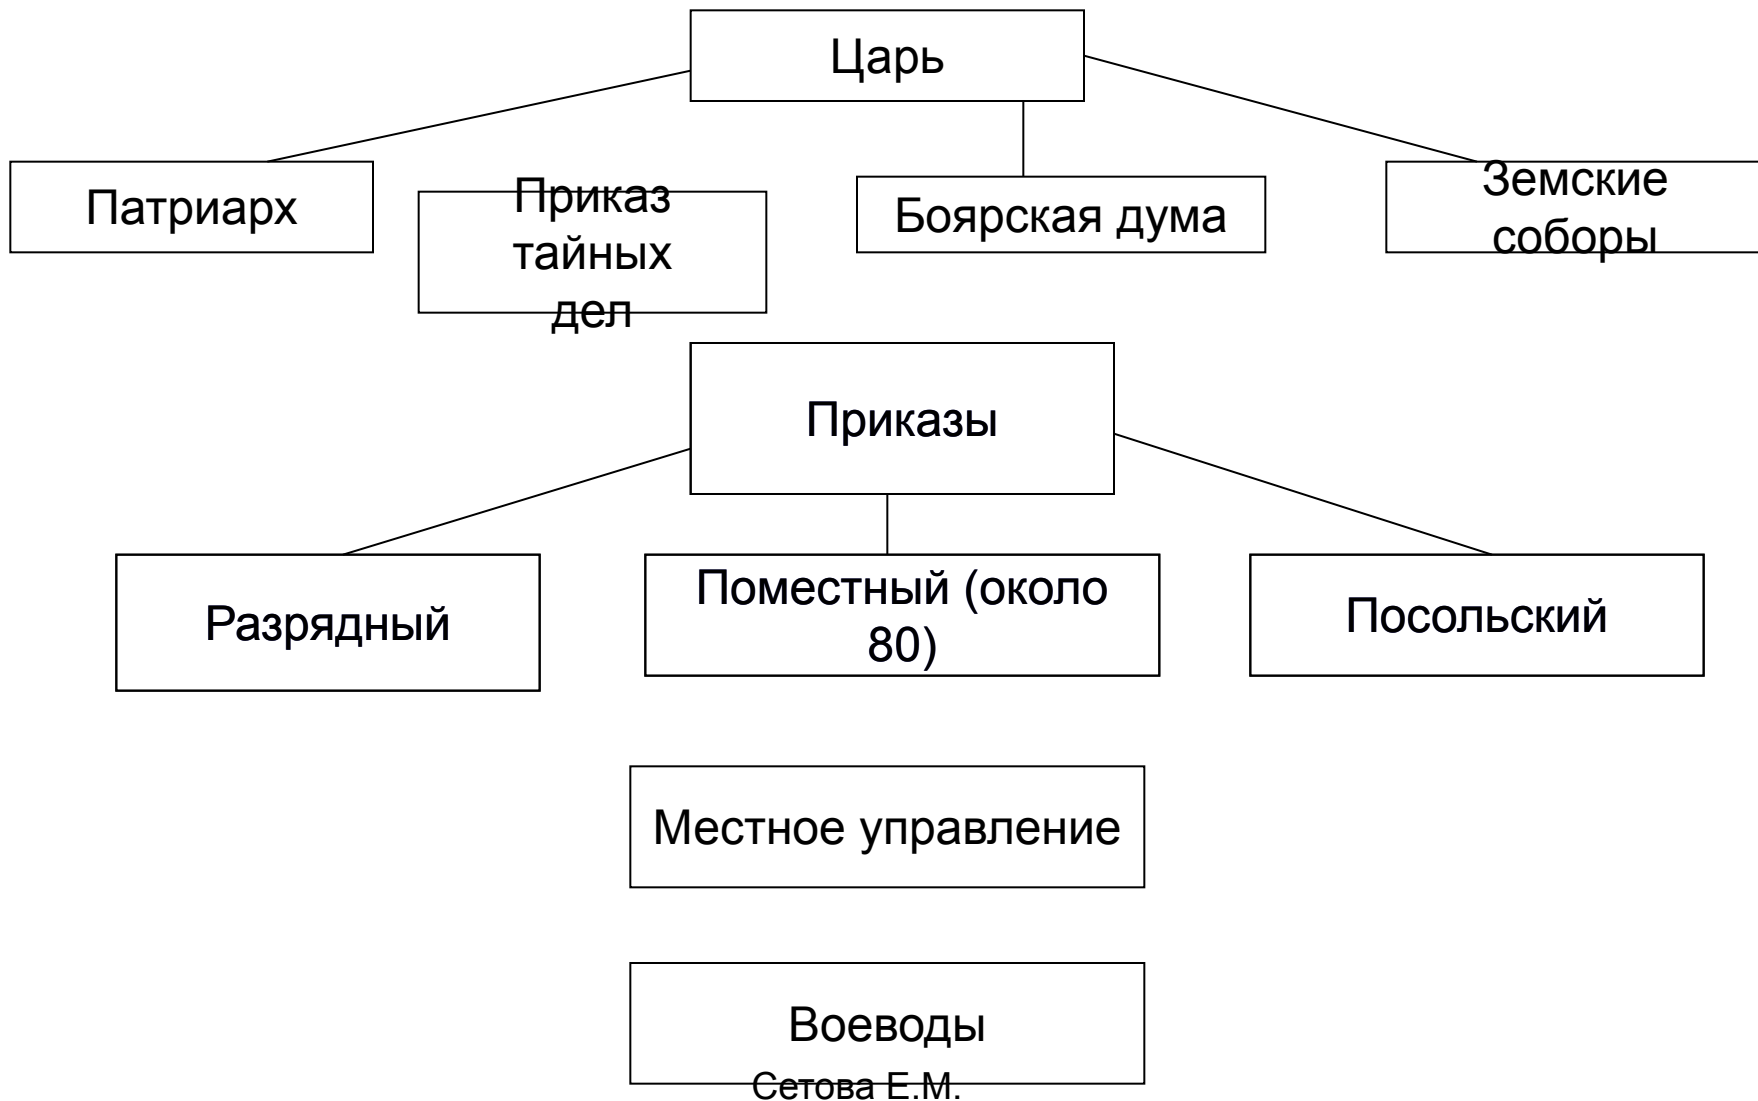 Царь
Патриарх
Приказ
тайных
дел
Боярская дума
Земские
соборы
Приказы
Разрядный
Поместный (около
80)
Посольский
Местное управление
Воеводы
Сетова Е.М.